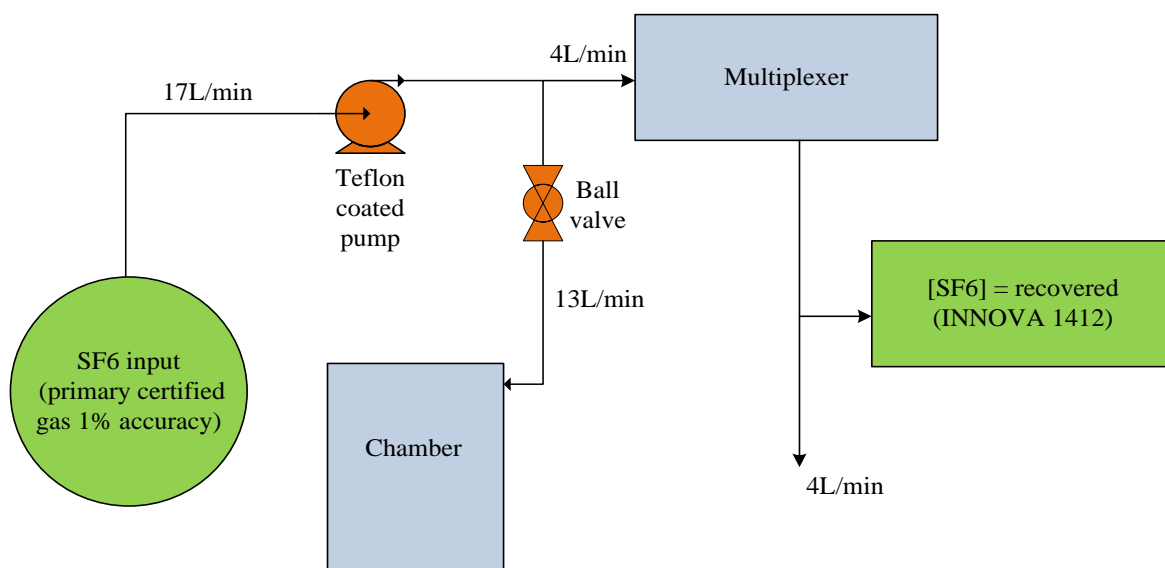 4L/min
17L/min
Multiplexer
Teflon
coated
pump
Ball
valve
13L/min
[SF6] = recovered
(INNOVA 1412)
SF6 input
(primary certified
gas 1% accuracy)
Chamber
4L/min